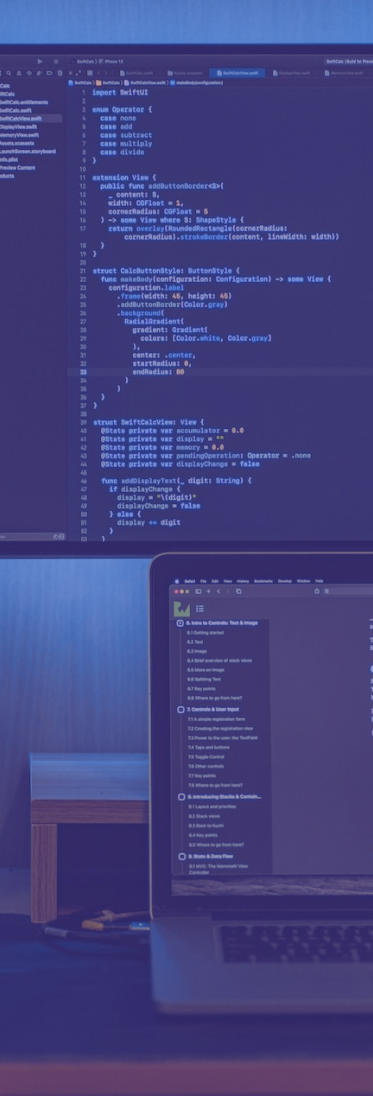 SwiftCalc
iPhone 13
SwiftCalcView.swift
DisplayView.swift
MemoryView.swift
Assets.xcassets
LaunchScreen.storyboard
Info.plist
Preview Content
1 import SwiftUI
2
3 enum Operator {
4 case none
5 case add
6 case subtract
7 case multiply
8 case divide
9 }
10
11 extension View {
12 public func addButtonBorder<S>(
13 _ content: S,
14 width: CGFloat = 1,
15 cornerRadius: CGFloat = 5
16 ) -> some View where S: ShapeStyle {
17 return overlay(RoundedRectangle(cornerRadius:
cornerRadius).strokeBorder(content, lineWidth: width))
18 }
19 }
20
21 struct CalcButtonStyle: ButtonStyle {
22 func makeBody(configuration: Configuration) -> some View {
23 configuration.label
24 .frame(width: 45, height: 45)
25 .addButtonBorder(Color.gray)
26 .background(
27 RadialGradient(
28 gradient: Gradient(
29 colors: [Color.white, Color.gray]
30 ),
31 center: .center,
32 startRadius: 0,
33 endRadius: 80
34 )
35 )
36 }
37 }
38
39 struct SwiftCalcView: View {
40 @State private var accumulator = 0.0
41 @State private var display = ""
42 @State private var memory = 0.0
43 @State private var pendingOperation: Operator = .none
44 @State private var displayChange = false
45
46 func addDisplayText(_ digit: String) {
47 if displayChange {
48 display = "\(digit)"
49 displayChange = false
50 } else {
51 display += digit
52 }
53 }
Safari File Edit View History Bookmarks Develop Window Help
6. Intro to Controls: Text & Image
6.1 Getting started
6.2 Text
6.3 Image
6.4 Brief overview of stack views
6.5 More on Image
6.6 Splitting Text
6.7 Key points
6.8 Where to go from here?
7. Controls & User Input
7.1 A simple registration form
7.2 Creating the registration view
7.3 Power to the user: the TextField
7.4 Taps and buttons
7.5 Toggle Control
7.6 Other controls
7.7 Key points
7.8 Where to go from here?
8. Introducing Stacks & Contain...
8.1 Layout and priorities
8.2 Stack views
8.3 Back to Kuchi
8.4 Key points
8.5 Where to go from here?
9. State & Data Flow
9.1 MVC: The Mammoth View
Controller